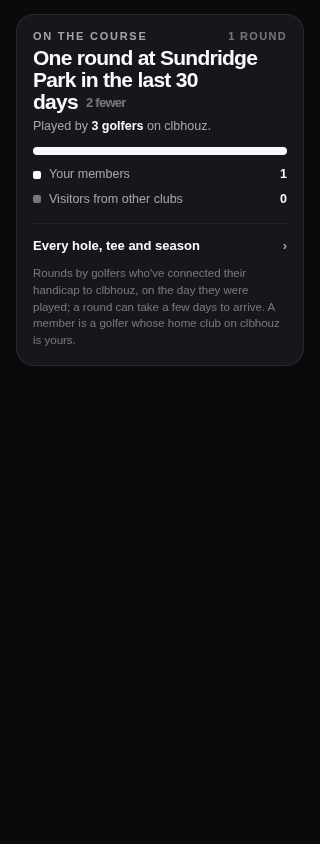 ON THE COURSE 1 ROUND
One round at Sundridge
Park in the last 30
days 2 fewer
Played by 3 golfers on clbhouz.
Your members 1
Visitors from other clubs 0
Every hole, tee and season ›
Rounds by golfers who've connected their
handicap to clbhouz, on the day they were
played; a round can take a few days to arrive. A
member is a golfer whose home club on clbhouz
is yours.